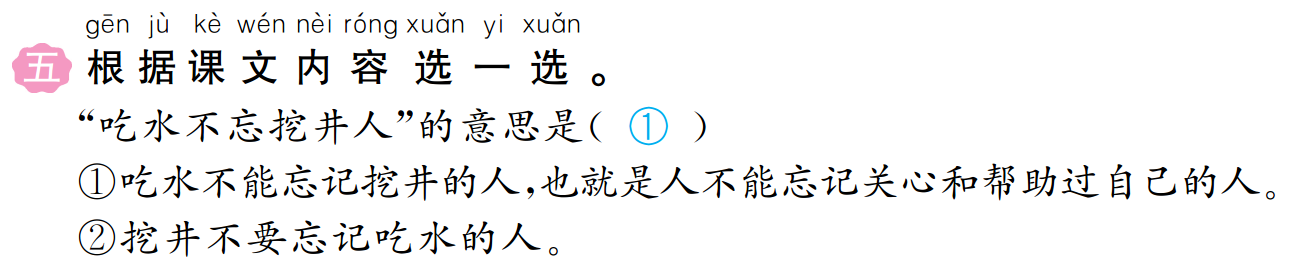 gēn jù kè wén nèi róng xuǎn yi xuǎn
五 根据课文内容选一选。
“吃水不忘挖井人”的意思是( ① )
①吃水不能忘记挖井的人,也就是人不能忘记关心和帮助过自己的人。
②挖井不要忘记吃水的人。